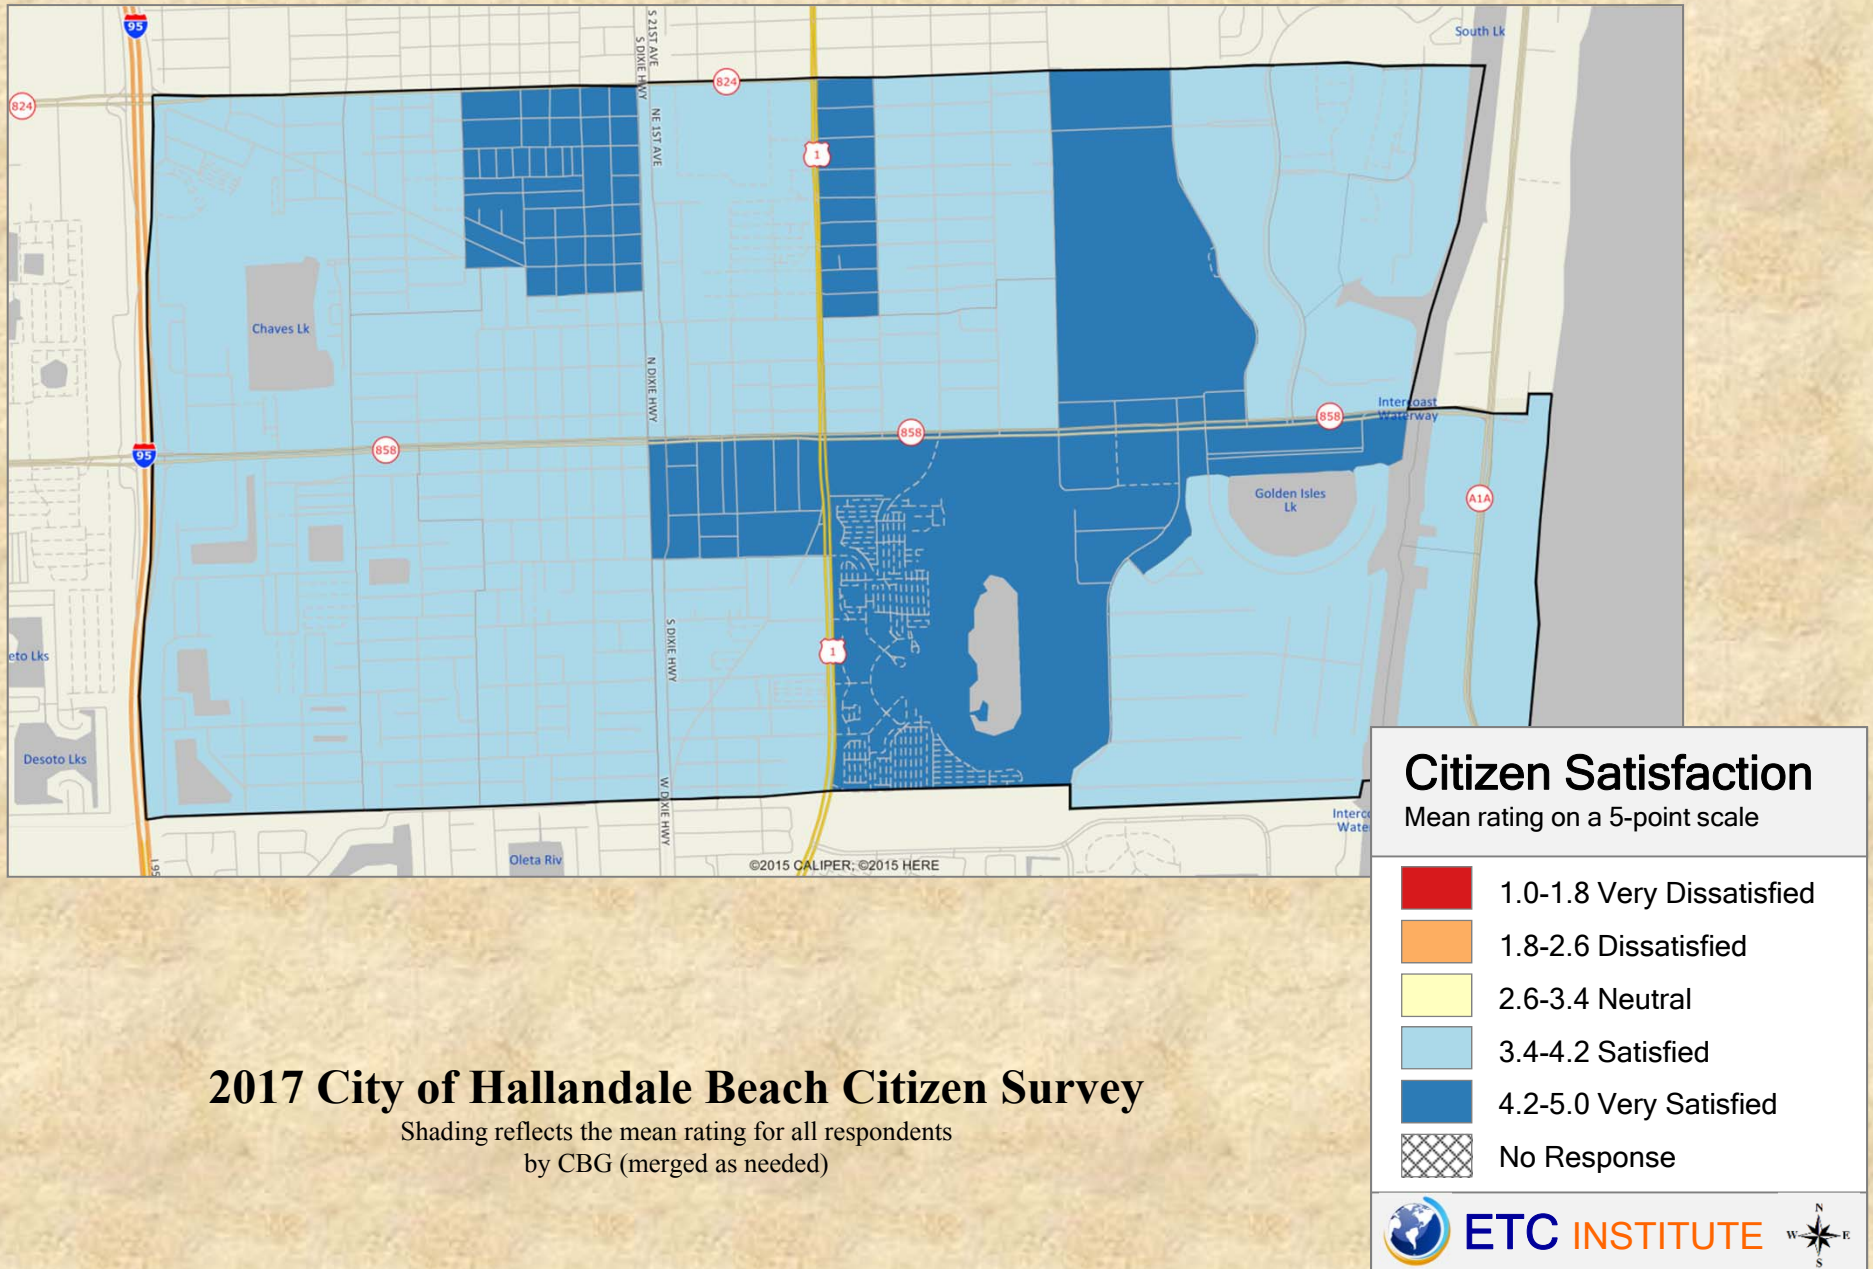 95
S 21ST AVE
S DIXIE HWY
South Lk
824
824
NE 1ST AVE
1
Chaves Lk
N DIXIE HWY
Intercoast
Waterway
858
858
858
95
Golden Isles
Lk
A1A
S DIXIE HWY
1
eto Lks
Desoto Lks
W DIXIE HWY
Interco
Wate
Oleta Riv
I 95
©2015 CALIPER; ©2015 HERE
Citizen Satisfaction
Mean rating on a 5-point scale
1.0-1.8 Very Dissatisfied
1.8-2.6 Dissatisfied
2.6-3.4 Neutral
3.4-4.2 Satisfied
4.2-5.0 Very Satisfied
No Response
2017 City of Hallandale Beach Citizen Survey
Shading reflects the mean rating for all respondents
by CBG (merged as needed)
ETC INSTITUTE
N
W E
S